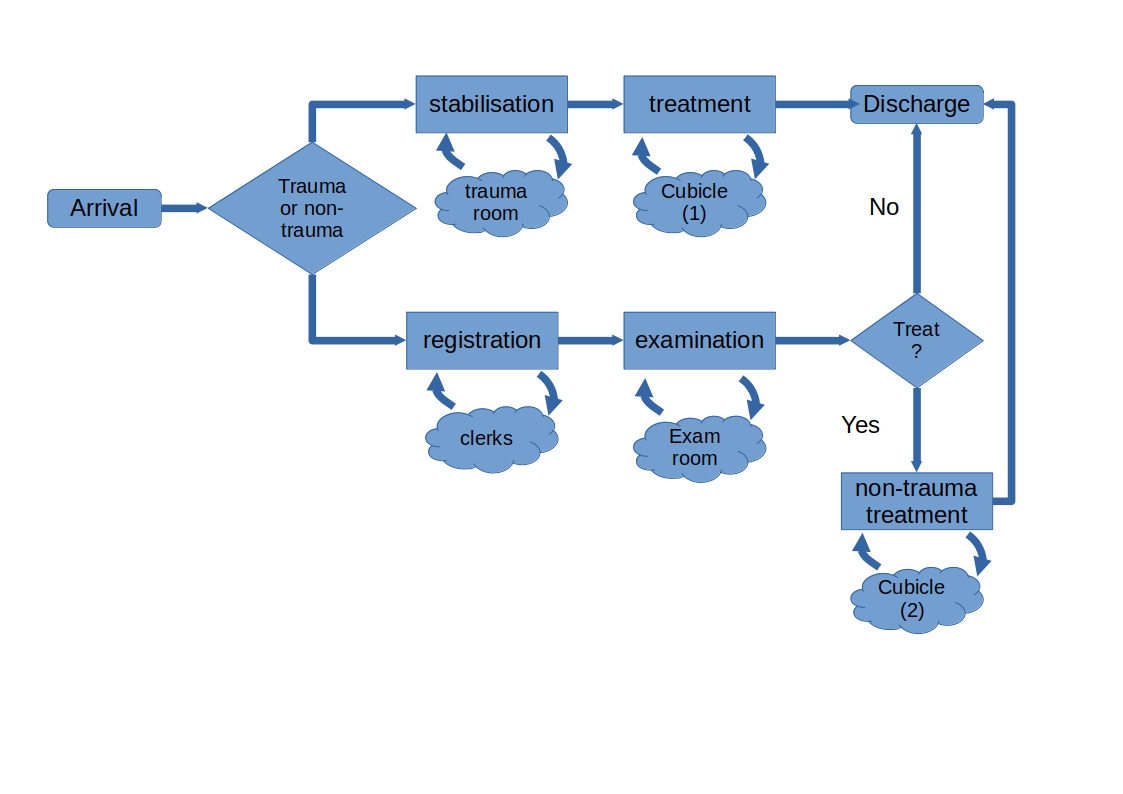 stabilisation
treatment
Discharge
trauma
room
Cubicle
(1)
Arrival
Trauma
or non-
trauma
No
registration
examination
Treat
?
clerks
Exam
room
Yes
non-trauma
treatment
Cubicle
(2)